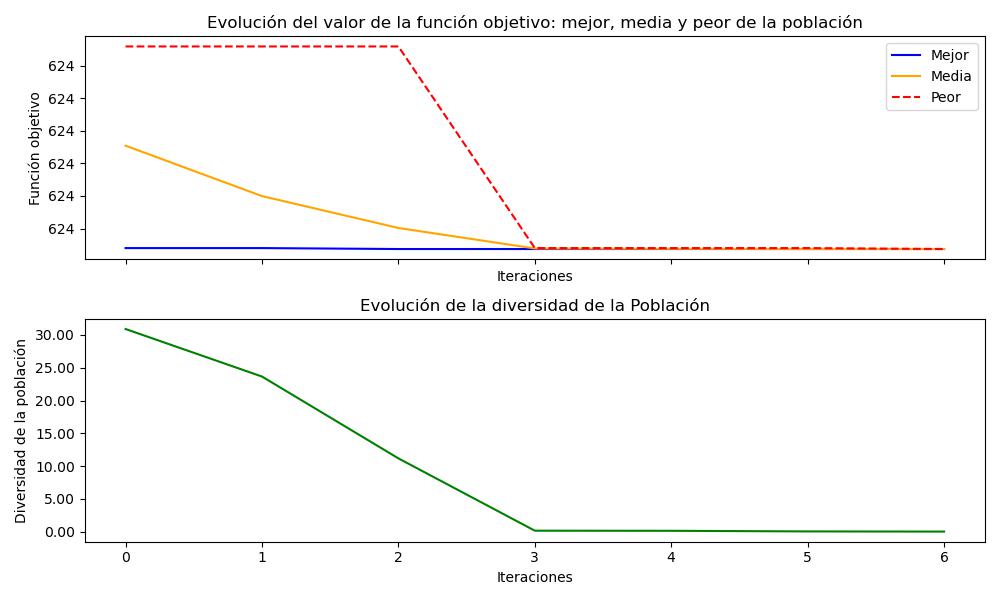 Evolución del valor de la función objetivo: mejor, media y peor de la población
Función objetivo
624
624
624
624
624
624
Mejor
Media
Peor
Iteraciones
Evolución de la diversidad de la Población
Diversidad de la población
30.00
25.00
20.00
15.00
10.00
5.00
0.00
0 1 2 3 4 5 6
Iteraciones